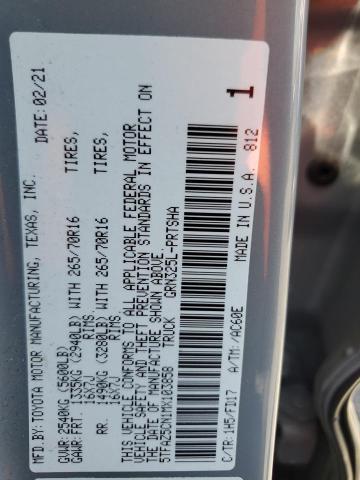 MFD.BY: TOYOTA MOTOR MANUFACTURING, TEXAS, INC. DATE: 02/21
GVWR: 2540KG (5600LB)
GAWR: FRT. 1335KG (2940LB) WITH 265/70R16 TIRES,
16X7J RIMS.
RR. 1490KG (3280LB) WITH 265/70R16 TIRES,
16X7J RIMS.
THIS VEHICLE CONFORMS TO ALL APPLICABLE FEDERAL MOTOR
VEHICLE SAFETY AND THEFT PREVENTION STANDARDS IN EFFECT ON
THE DATE OF MANUFACTURE SHOWN ABOVE.
5TFAZ5CNXMX103858 TRUCK GRN325L-PRTSHA
C/TR:1H5/FD17 A/TM:-/AC60E MADE IN U.S.A. 812
1